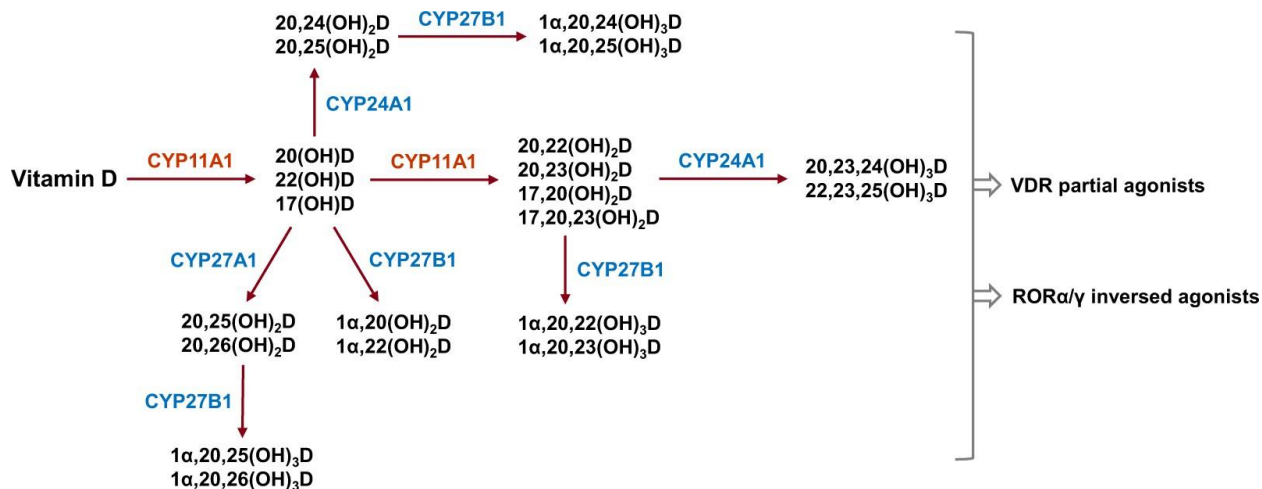 20,24(OH)₂D
20,25(OH)₂D
CYP27B1
1α,20,24(OH)₃D
1α,20,25(OH)₃D
CYP24A1
Vitamin D
CYP11A1
20(OH)D
22(OH)D
17(OH)D
CYP11A1
20,22(OH)₂D
20,23(OH)₂D
17,20(OH)₂D
17,20,23(OH)₂D
CYP24A1
20,23,24(OH)₃D
22,23,25(OH)₃D
VDR partial agonists
CYP27A1
CYP27B1
CYP27B1
RORα/γ inversed agonists
20,25(OH)₂D
20,26(OH)₂D
1α,20(OH)₂D
1α,22(OH)₂D
1α,20,22(OH)₃D
1α,20,23(OH)₃D
CYP27B1
1α,20,25(OH)₃D
1α,20,26(OH)₃D